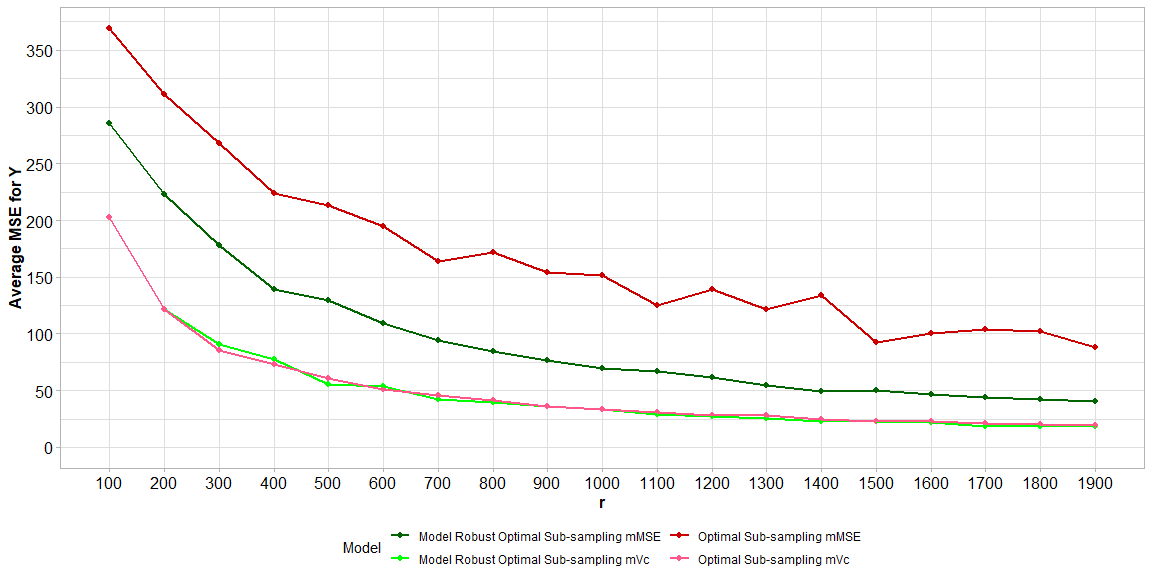 350
300
250
200
150
100
50
0
Average MSE for Y
100 200 300 400 500 600 700 800 900 1000 1100 1200 1300 1400 1500 1600 1700 1800 1900
r
Model
Model Robust Optimal Sub-sampling mMSE Optimal Sub-sampling mMSE
Model Robust Optimal Sub-sampling mVc Optimal Sub-sampling mVc